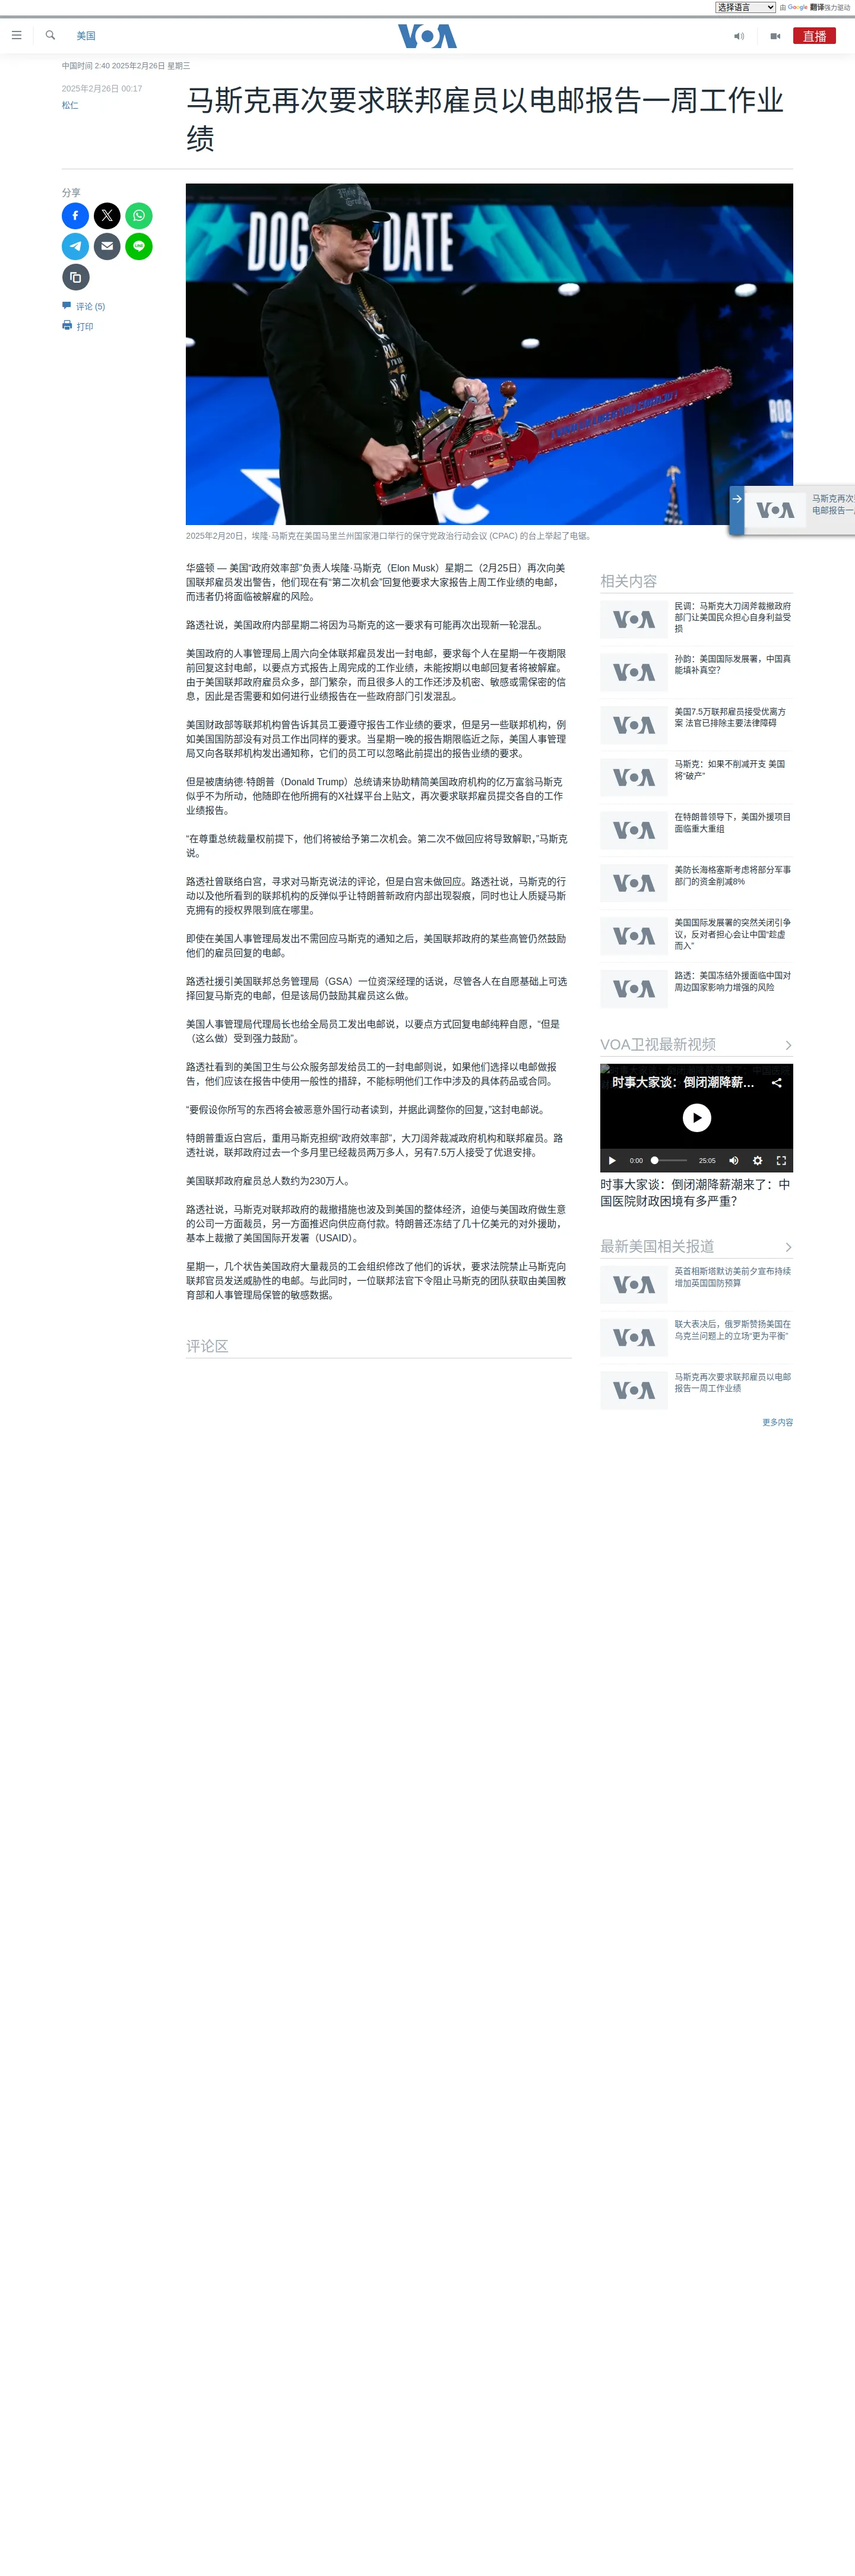 选择语言
由 Google 翻译强力驱动
美国
VOA
直播
中国时间 2:40 2025年2月26日 星期三
2025年2月26日 00:17
松仁
马斯克再次要求联邦雇员以电邮报告一周工作业
绩
分享
评论 (5)
打印
DOG
DATE
ROB
C
马斯克再次
电邮报告一
2025年2月20日，埃隆·马斯克在美国马里兰州国家港口举行的保守党政治行动会议 (CPAC) 的台上举起了电锯。
华盛顿 — 美国“政府效率部”负责人埃隆·马斯克（Elon Musk）星期二（2月25日）再次向美
国联邦雇员发出警告，他们现在有“第二次机会”回复他要求大家报告上周工作业绩的电邮，
而违者仍将面临被解雇的风险。
路透社说，美国政府内部星期二将因为马斯克的这一要求有可能再次出现新一轮混乱。
美国政府的人事管理局上周六向全体联邦雇员发出一封电邮，要求每个人在星期一午夜期限
前回复这封电邮，以要点方式报告上周完成的工作业绩，未能按期以电邮回复者将被解雇。
由于美国联邦政府雇员众多，部门繁杂，而且很多人的工作还涉及机密、敏感或需保密的信
息，因此是否需要和如何进行业绩报告在一些政府部门引发混乱。
美国财政部等联邦机构曾告诉其员工要遵守报告工作业绩的要求，但是另一些联邦机构，例
如美国国防部没有对员工作出同样的要求。当星期一晚的报告期限临近之际，美国人事管理
局又向各联邦机构发出通知称，它们的员工可以忽略此前提出的报告业绩的要求。
但是被唐纳德·特朗普（Donald Trump）总统请来协助精简美国政府机构的亿万富翁马斯克
似乎不为所动，他随即在他所拥有的X社媒平台上贴文，再次要求联邦雇员提交各自的工作
业绩报告。
“在尊重总统裁量权前提下，他们将被给予第二次机会。第二次不做回应将导致解职，”马斯克
说。
路透社曾联络白宫，寻求对马斯克说法的评论，但是白宫未做回应。路透社说，马斯克的行
动以及他所看到的联邦机构的反弹似乎让特朗普新政府内部出现裂痕，同时也让人质疑马斯
克拥有的授权界限到底在哪里。
即使在美国人事管理局发出不需回应马斯克的通知之后，美国联邦政府的某些高管仍然鼓励
他们的雇员回复的电邮。
路透社援引美国联邦总务管理局（GSA）一位资深经理的话说，尽管各人在自愿基础上可选
择回复马斯克的电邮，但是该局仍鼓励其雇员这么做。
美国人事管理局代理局长也给全局员工发出电邮说，以要点方式回复电邮纯粹自愿，“但是
（这么做）受到强力鼓励”。
路透社看到的美国卫生与公众服务部发给员工的一封电邮则说，如果他们选择以电邮做报
告，他们应该在报告中使用一般性的措辞，不能标明他们工作中涉及的具体药品或合同。
“要假设你所写的东西将会被恶意外国行动者读到，并据此调整你的回复，”这封电邮说。
特朗普重返白宫后，重用马斯克担纲“政府效率部”，大刀阔斧裁减政府机构和联邦雇员。路
透社说，联邦政府过去一个多月里已经裁员两万多人，另有7.5万人接受了优退安排。
美国联邦政府雇员总人数约为230万人。
路透社说，马斯克对联邦政府的裁撤措施也波及到美国的整体经济，迫使与美国政府做生意
的公司一方面裁员，另一方面推迟向供应商付款。特朗普还冻结了几十亿美元的对外援助，
基本上裁撤了美国国际开发署（USAID）。
星期一，几个状告美国政府大量裁员的工会组织修改了他们的诉状，要求法院禁止马斯克向
联邦官员发送威胁性的电邮。与此同时，一位联邦法官下令阻止马斯克的团队获取由美国教
育部和人事管理局保管的敏感数据。
评论区
相关内容
民调：马斯克大刀阔斧裁撤政府
部门让美国民众担心自身利益受
损
孙韵：美国国际发展署，中国真
能填补真空？
美国7.5万联邦雇员接受优离方
案 法官已排除主要法律障碍
马斯克：如果不削减开支 美国
将“破产”
在特朗普领导下，美国外援项目
面临重大重组
美防长海格塞斯考虑将部分军事
部门的资金削减8%
美国国际发展署的突然关闭引争
议，反对者担心会让中国“趁虚
而入”
路透：美国冻结外援面临中国对
周边国家影响力增强的风险
VOA卫视最新视频
时事大家谈：倒闭潮降薪...
0:00
25:05
时事大家谈：倒闭潮降薪潮来了：中
国医院财政困境有多严重？
最新美国相关报道
英首相斯塔默访美前夕宣布持续
增加英国国防预算
联大表决后，俄罗斯赞扬美国在
乌克兰问题上的立场“更为平衡”
马斯克再次要求联邦雇员以电邮
报告一周工作业绩
更多内容